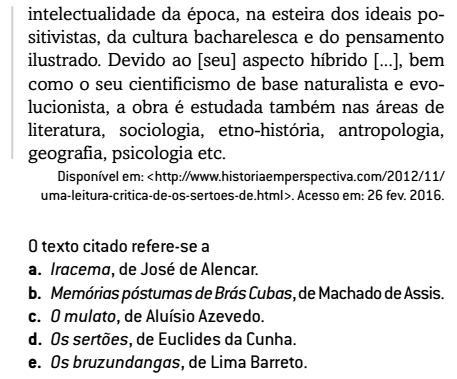 intelectualidade da época, na esteira dos ideais po-
sitivistas, da cultura bacharelesca e do pensamento
ilustrado. Devido ao [seu] aspecto híbrido [...], bem
como o seu cientificismo de base naturalista e evo-
lucionista, a obra é estudada também nas áreas de
literatura, sociologia, etno-história, antropologia,
geografia, psicologia etc.
Disponível em: <http://www.historiaemperspectiva.com/2012/11/
uma-leitura-critica-de-os-sertoes-de.html>. Acesso em: 26 fev. 2016.
O texto citado refere-se a
a. Iracema, de José de Alencar.
b. Memórias póstumas de Brás Cubas, de Machado de Assis.
c. O mulato, de Aluísio Azevedo.
d. Os sertões, de Euclides da Cunha.
e. Os bruzundangas, de Lima Barreto.